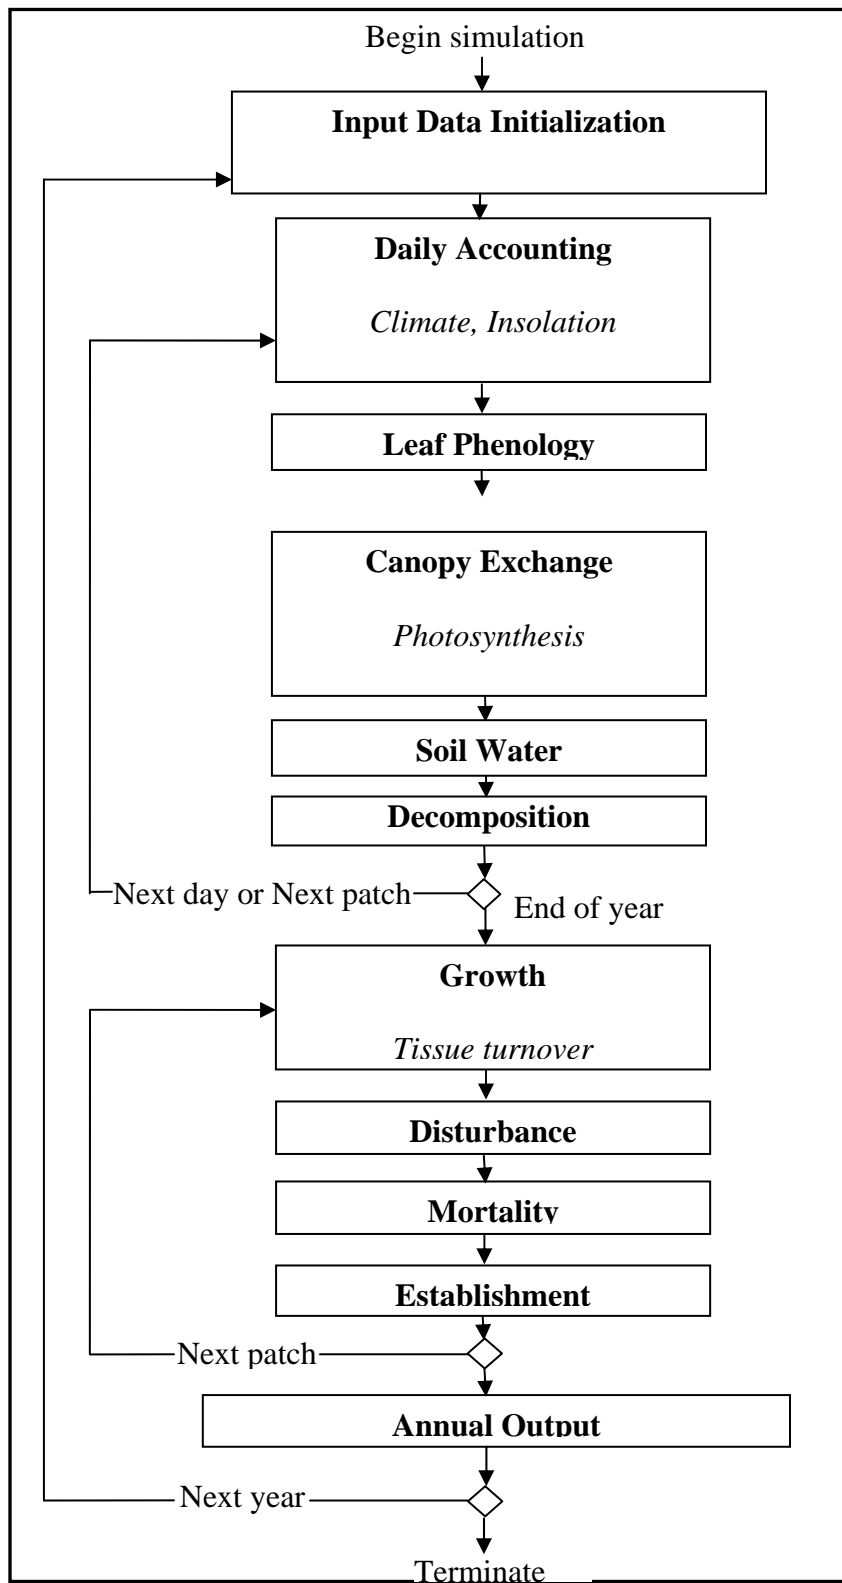 Begin simulation
Input Data Initialization
Daily Accounting
Climate, Insolation
Leaf Phenology
Canopy Exchange
Photosynthesis
Soil Water
Decomposition
Next day or Next patch
End of year
Growth
Tissue turnover
Disturbance
Mortality
Establishment
Next patch
Annual Output
Next year
Terminate